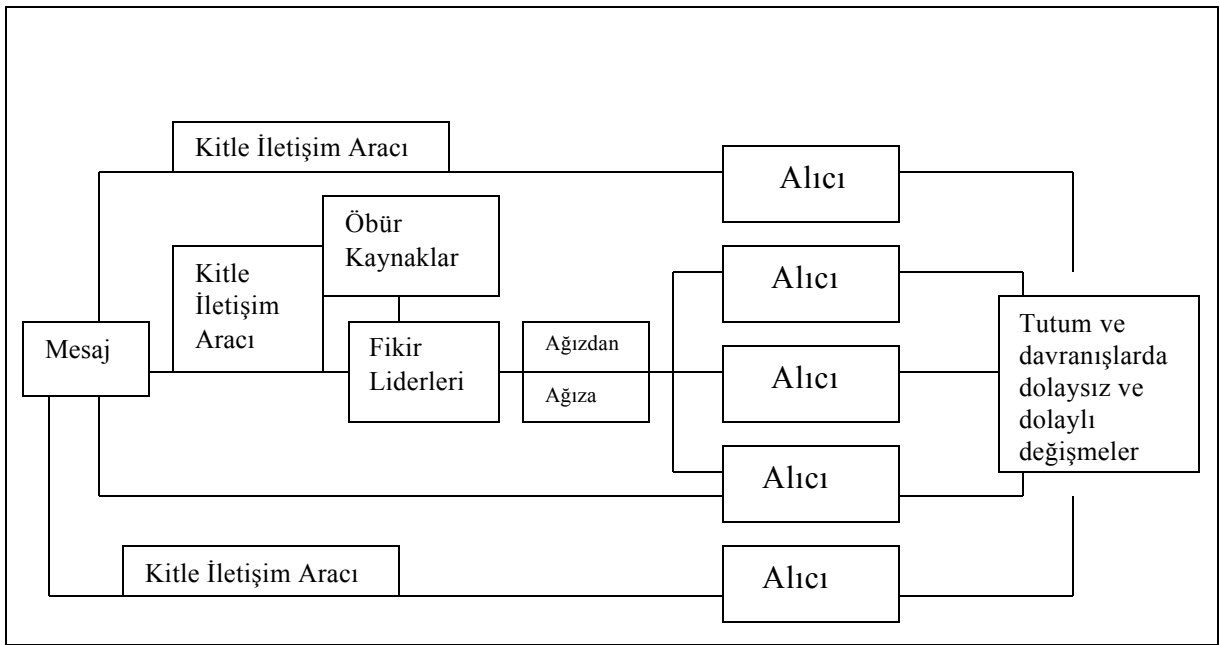 Kitle İletişim Aracı
Alıcı
Öbür
Kaynaklar
Kitle
İletişim
Aracı
Alıcı
Mesaj
Fikir
Liderleri
Ağızdan
Ağıza
Alıcı
Tutum ve
davranışlarda
dolaysız ve
dolaylı
değişmeler
Alıcı
Kitle İletişim Aracı
Alıcı